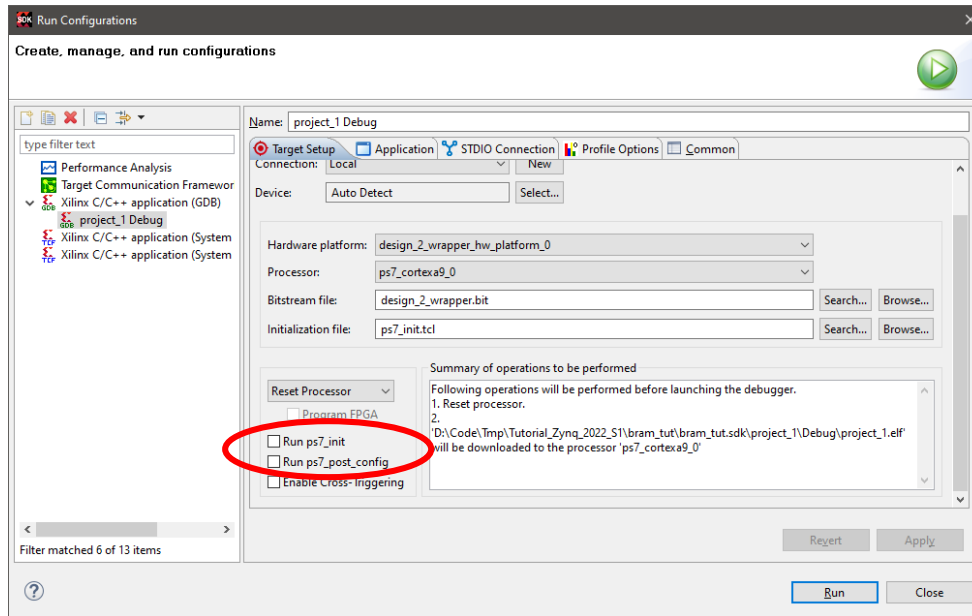 SDK Run Configurations
Create, manage, and run configurations
Name: project_1 Debug
type filter text
Performance Analysis
Target Communication Framewor
Xilinx C/C++ application (GDB)
GDB project_1 Debug
TCF Xilinx C/C++ application (System
TCF Xilinx C/C++ application (System
Filter matched 6 of 13 items
Target Setup Application STDIO Connection Profile Options Common
Connection: Local New
Device: Auto Detect Select...
Hardware platform: design_2_wrapper_hw_platform_0
Processor: ps7_cortexa9_0
Bitstream file: design_2_wrapper.bit Search... Browse...
Initialization file: ps7_init.tcl Search... Browse...
Reset Processor
Program FPGA
Run ps7_init
Run ps7_post_config
Enable Cross-Triggering
Summary of operations to be performed
Following operations will be performed before launching the debugger.
1. Reset processor.
2.
'D:\Code\Tmp\Tutorial_Zynq_2022_S1\bram_tut\bram_tut.sdk\project_1\Debug\project_1.elf'
will be downloaded to the processor 'ps7_cortexa9_0'
Revert Apply
? Run Close